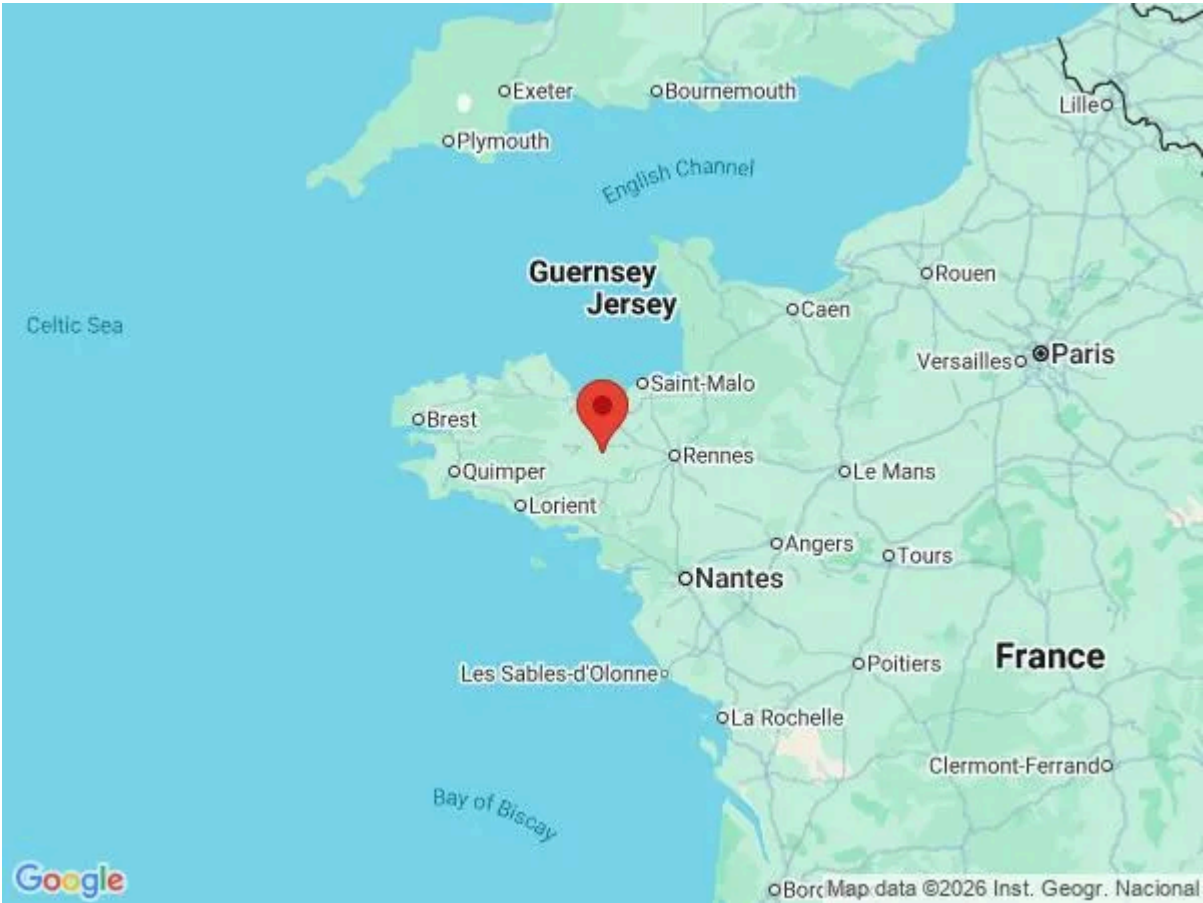 Exeter
Bournemouth
Lille
Plymouth
English Channel
Guernsey
Rouen
Jersey
Caen
Celtic Sea
Paris
Versailles
Saint-Malo
Brest
Rennes
Quimper
Le Mans
Lorient
Angers
Tours
Nantes
France
Poitiers
Les Sables-d'Olonne
La Rochelle
Clermont-Ferrand
Bay of Biscay
Google
Map data ©2026 Inst. Geogr. Nacional